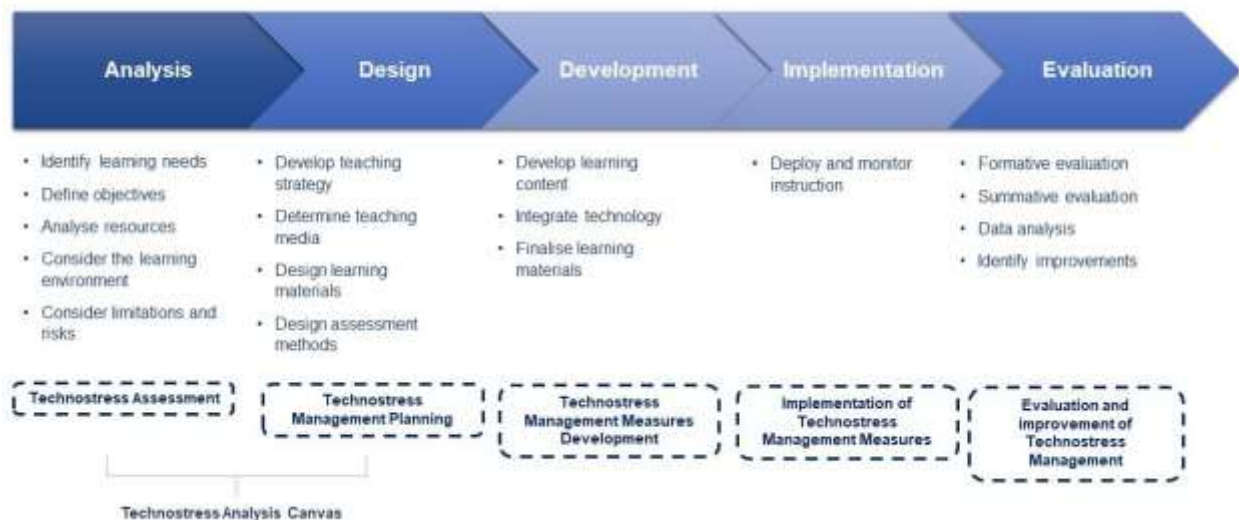 Analysis
Design
Development
Implementation
Evaluation
• Identify learning needs
• Define objectives
• Analyse resources
• Consider the learning
environment
• Consider limitations and
risks
• Develop teaching
strategy
• Determine teaching
media
• Design learning
materials
• Design assessment
methods
• Develop learning
content
• Integrate technology
• Finalise learning
materials
• Deploy and monitor
instruction
• Formative evaluation
• Summative evaluation
• Data analysis
• Identify improvements
Technostress Assessment
Technostress
Management Planning
Technostress
Management Measures
Development
Implementation of
Technostress
Management Measures
Evaluation and
improvement of
Technostress
Management
Technostress Analysis Canvas